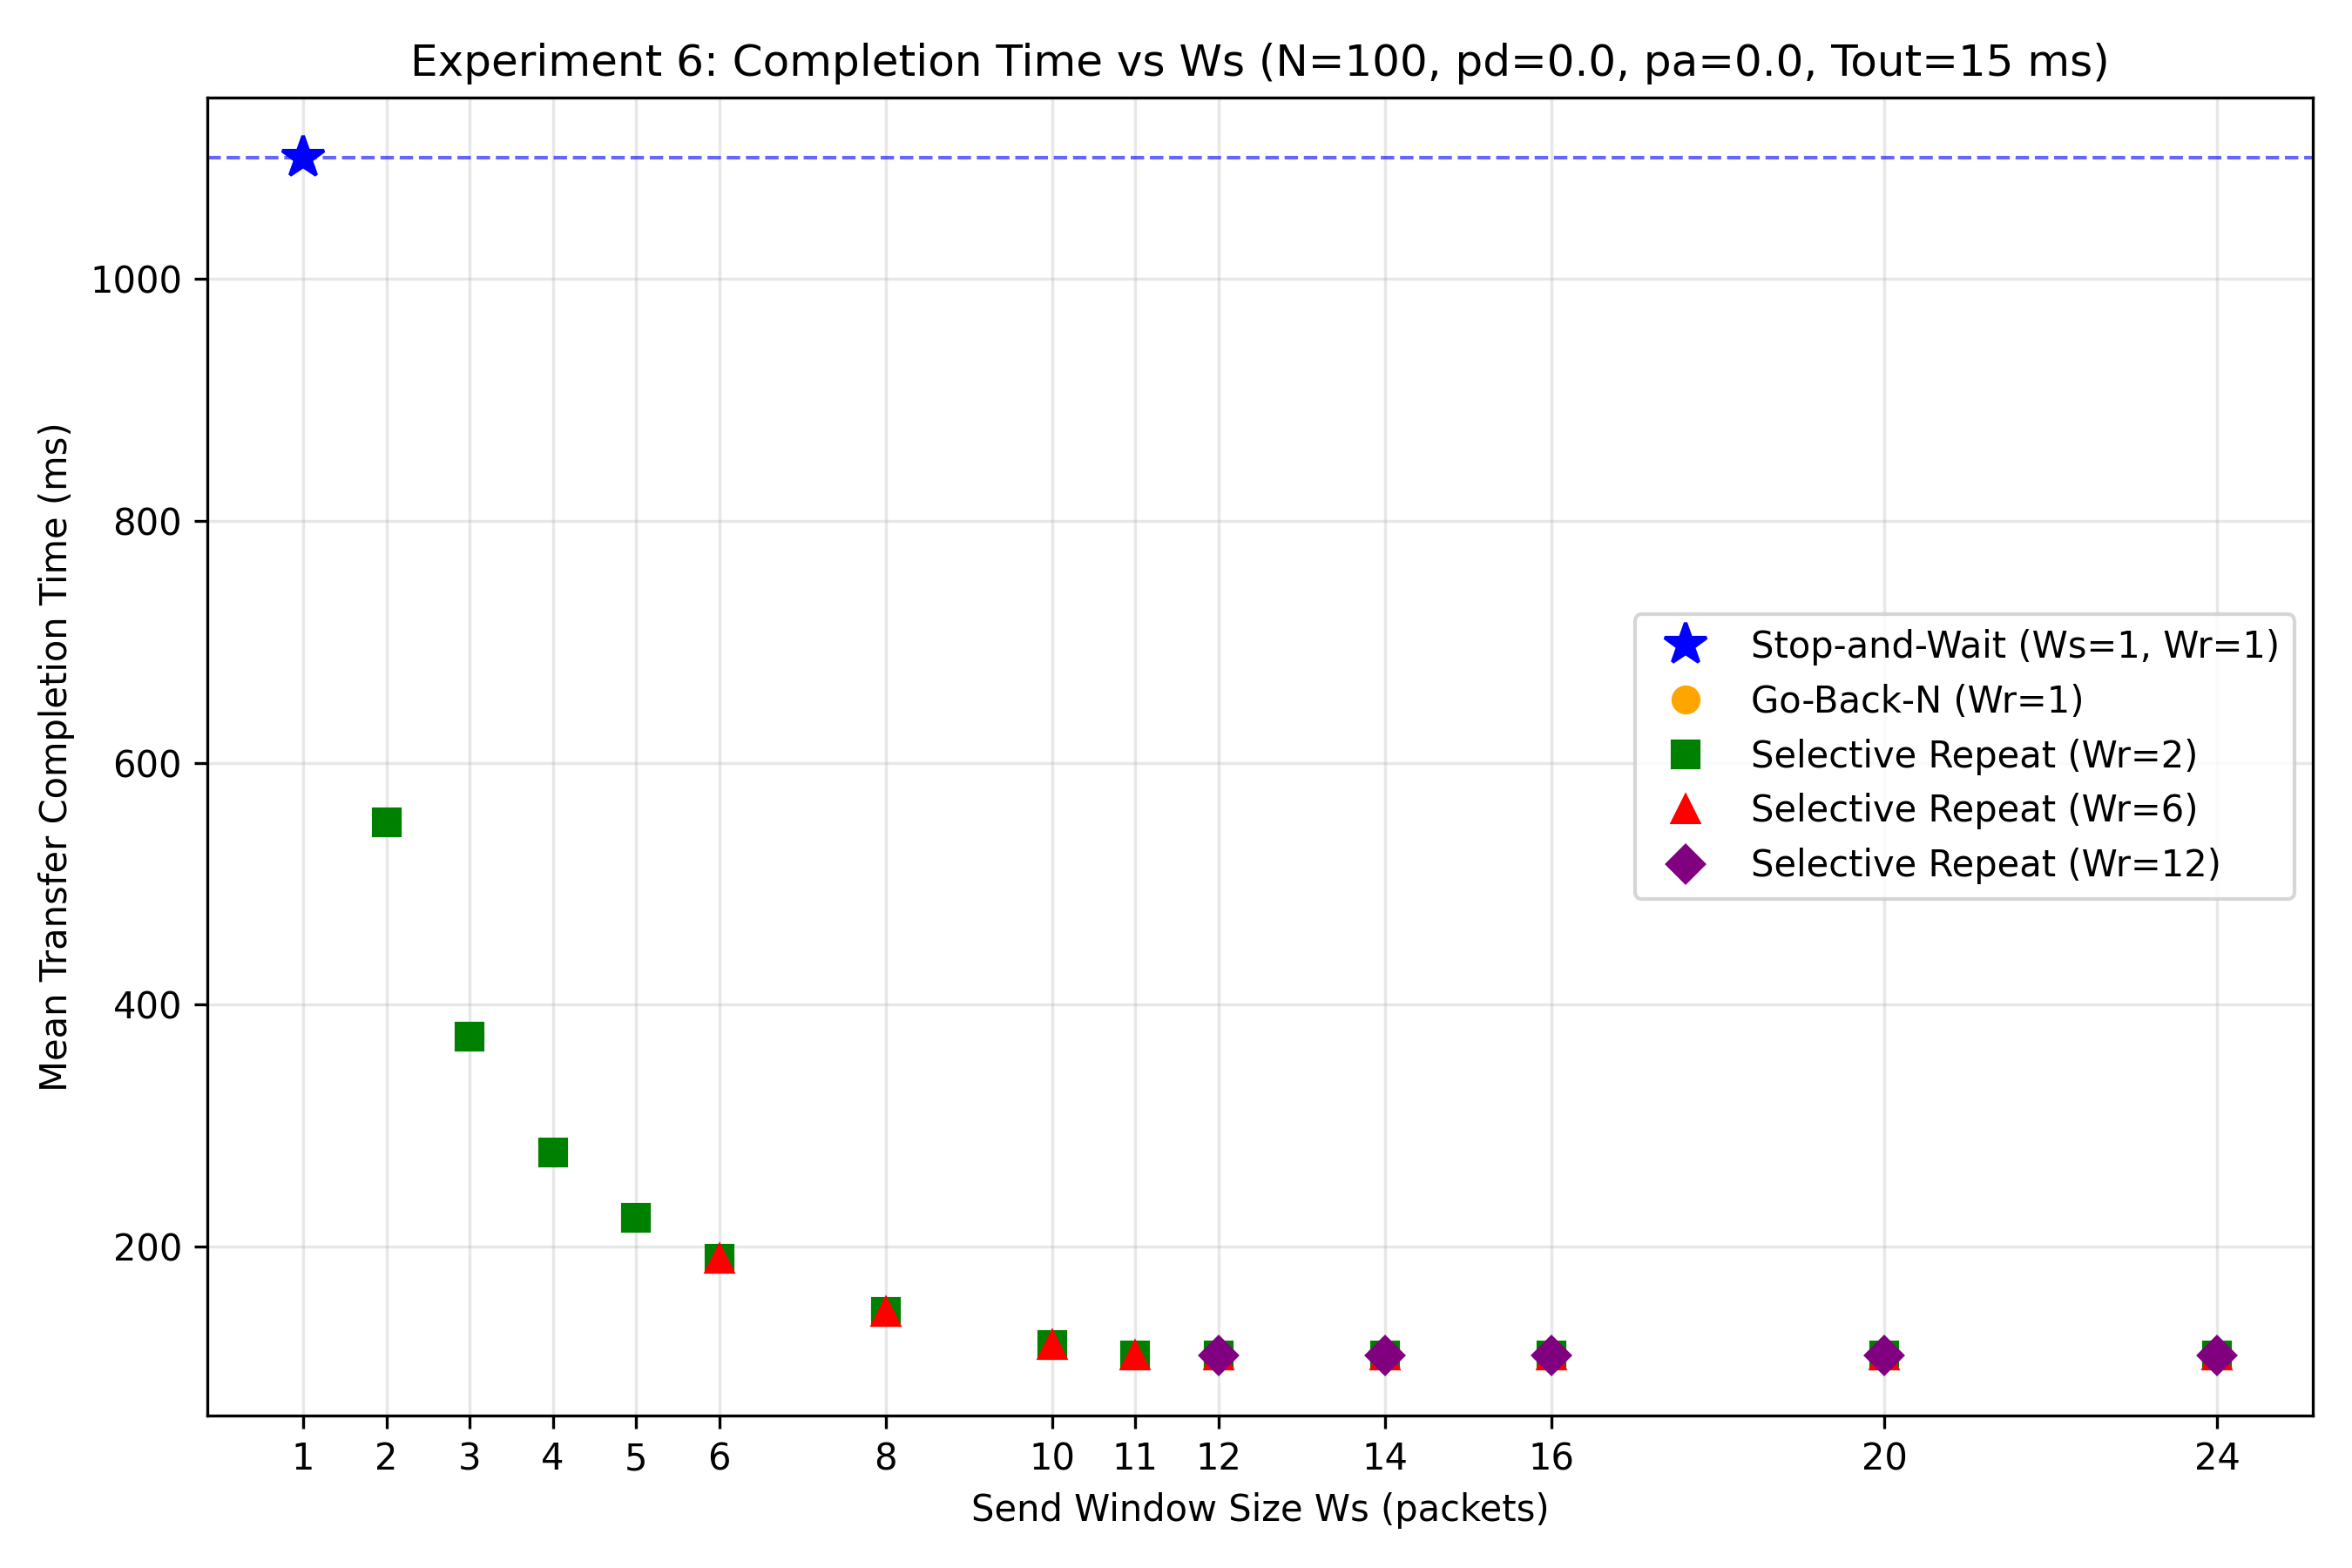 Experiment 6: Completion Time vs Ws (N=100, pd=0.0, pa=0.0, Tout=15 ms)
Mean Transfer Completion Time (ms)
1000
800
600
400
200
Stop-and-Wait (Ws=1, Wr=1)
Go-Back-N (Wr=1)
Selective Repeat (Wr=2)
Selective Repeat (Wr=6)
Selective Repeat (Wr=12)
1 2 3 4 5 6 8 10 11 12 14 16 20 24
Send Window Size Ws (packets)